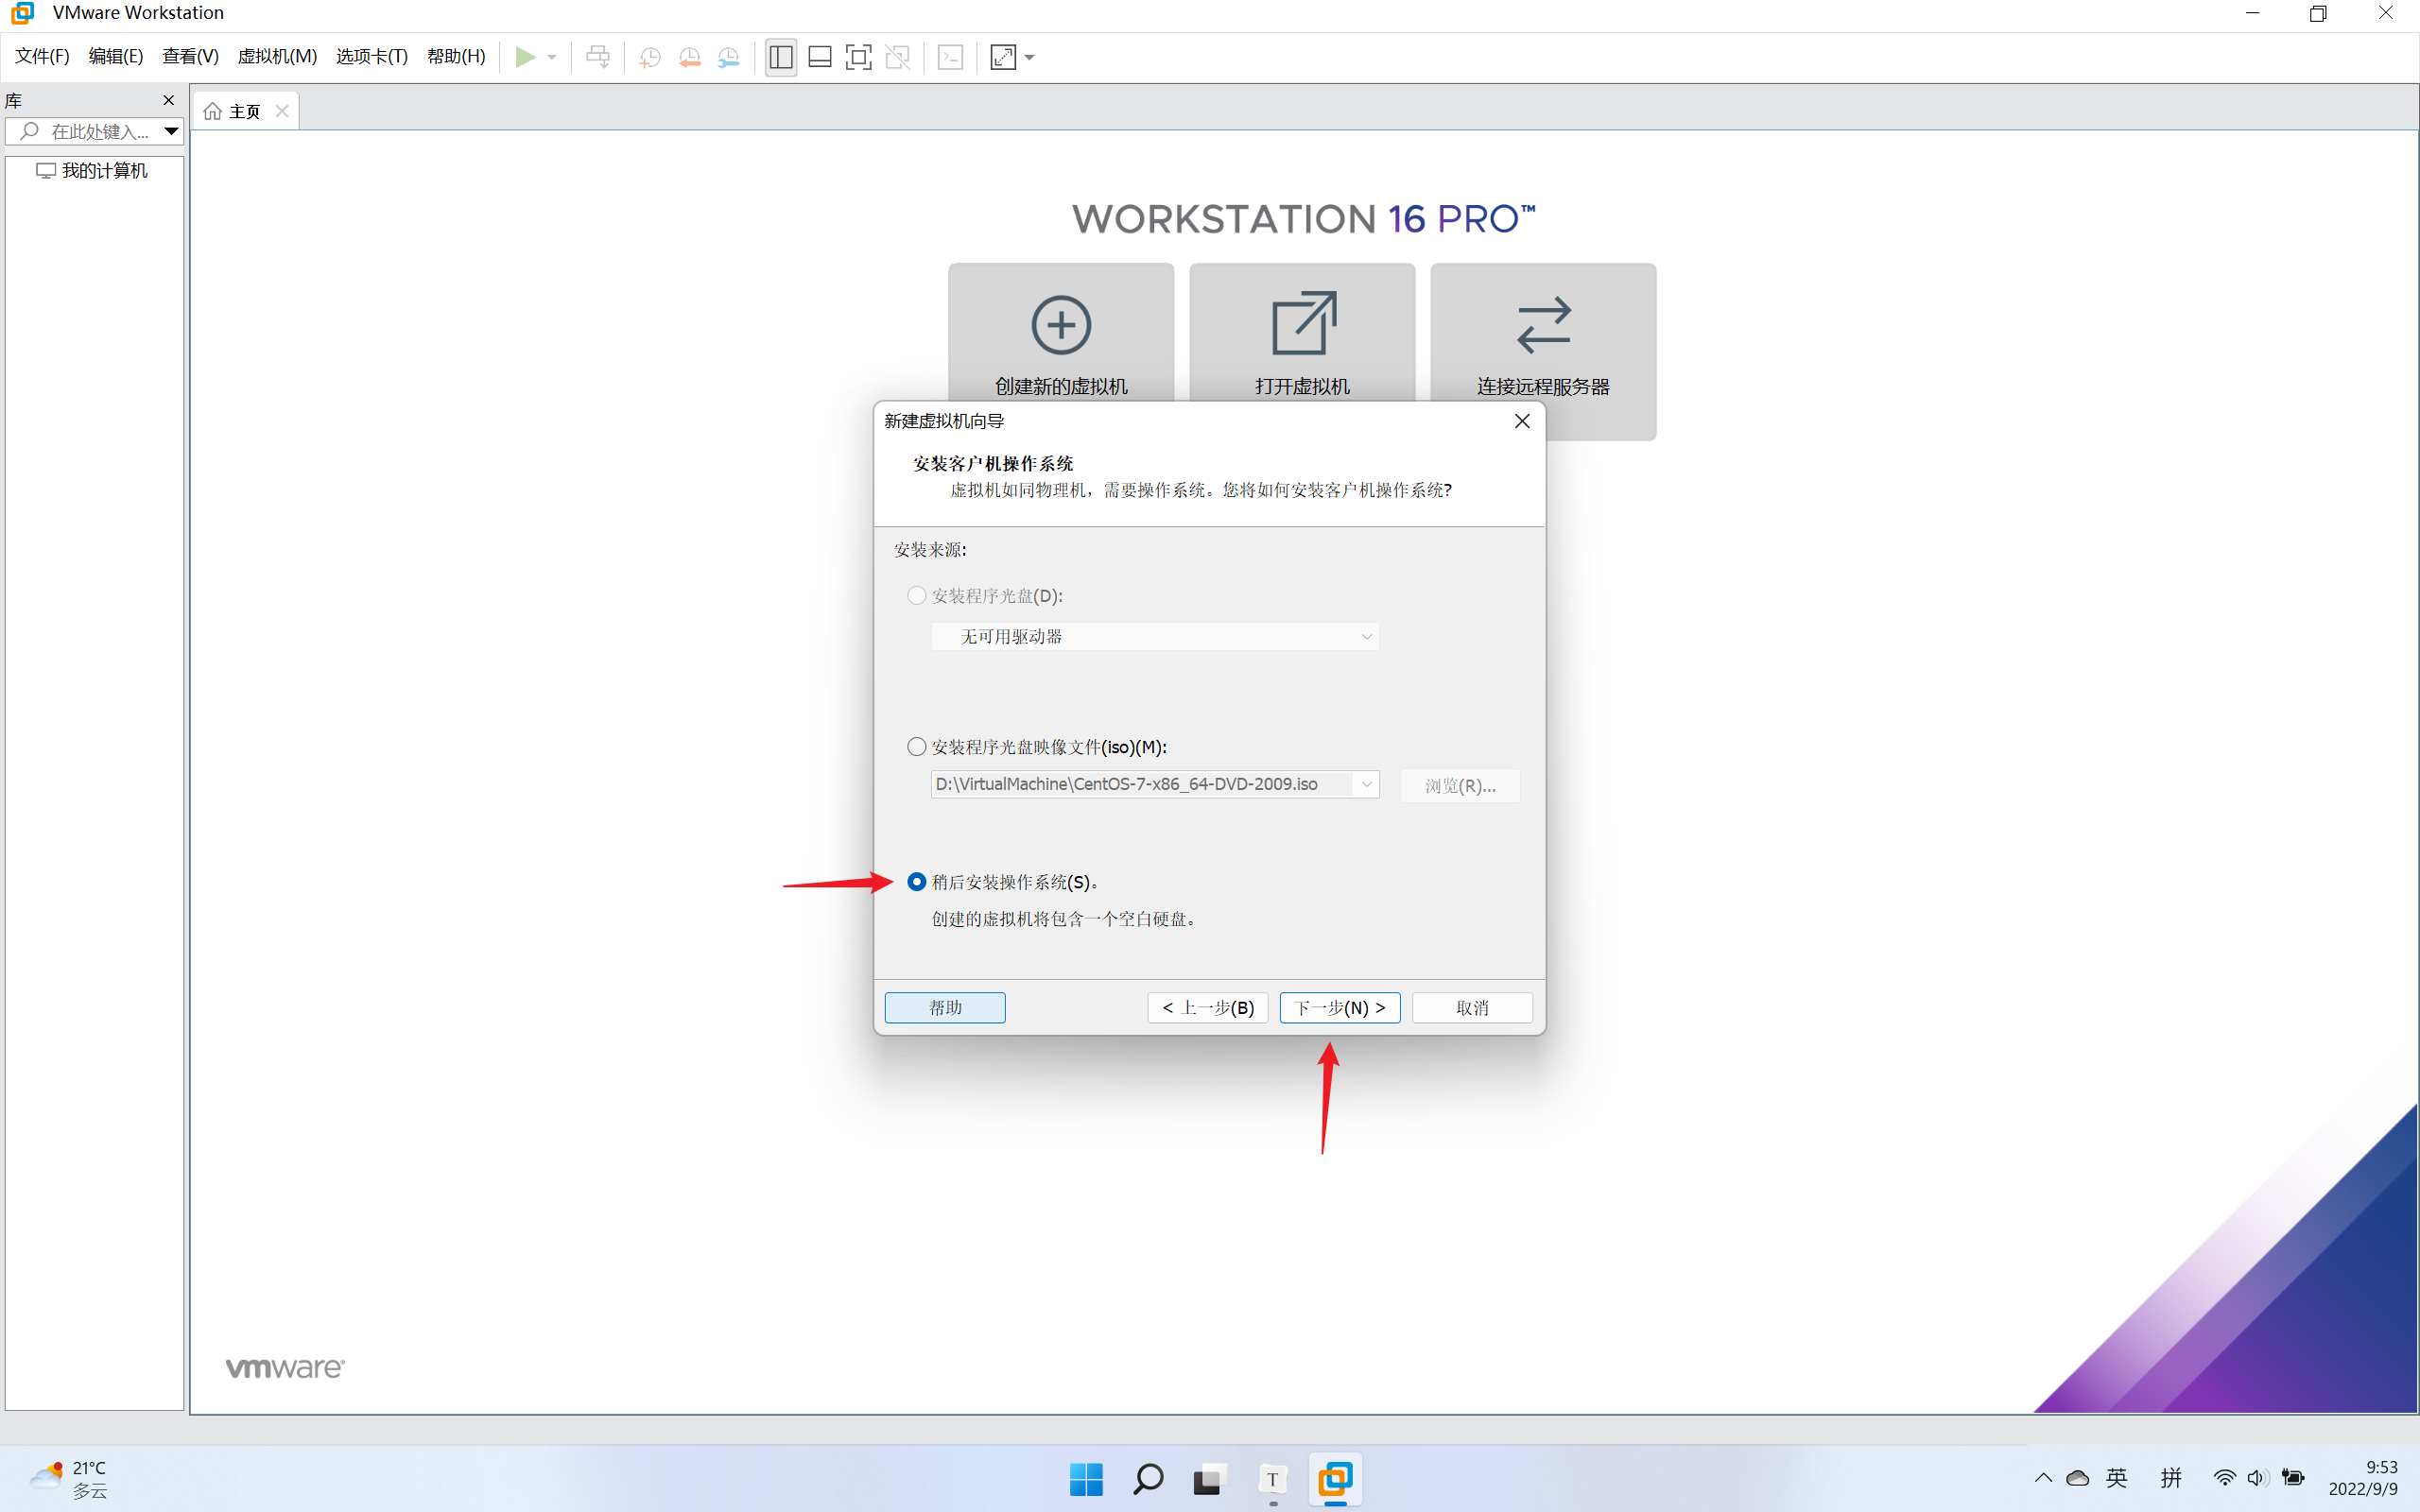 VMware Workstation
文件(F) 编辑(E) 查看(V) 虚拟机(M) 选项卡(T) 帮助(H)
库
主页
在此处键入...
我的计算机
WORKSTATION 16 PRO™
创建新的虚拟机 打开虚拟机 连接远程服务器
新建虚拟机向导
安装客户机操作系统
虚拟机如同物理机，需要操作系统。您将如何安装客户机操作系统?
安装来源:
安装程序光盘(D):
无可用驱动器
安装程序光盘映像文件(iso)(M):
D:\VirtualMachine\CentOS-7-x86_64-DVD-2009.iso 浏览(R)...
稍后安装操作系统(S)。
创建的虚拟机将包含一个空白硬盘。
帮助 < 上一步(B) 下一步(N) > 取消
vmware®
21°C
多云
T
英 拼
9:53
2022/9/9